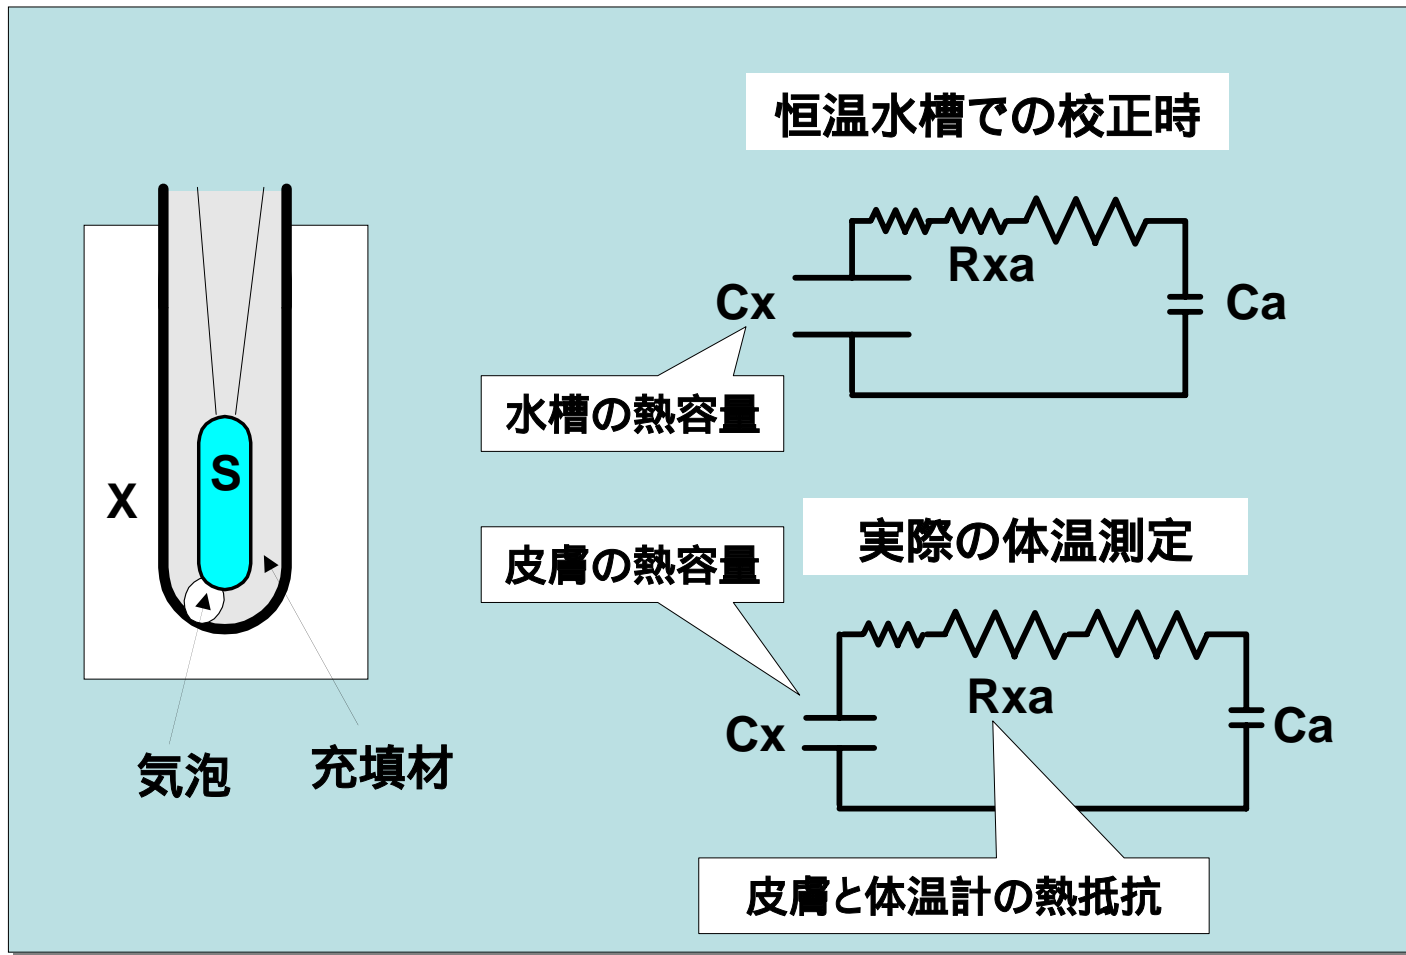 恒温水槽での校正時
Rxa
Cx
Ca
水槽の熱容量
S
X
気泡
充填材
実際の体温測定
皮膚の熱容量
Rxa
Cx
Ca
皮膚と体温計の熱抵抗